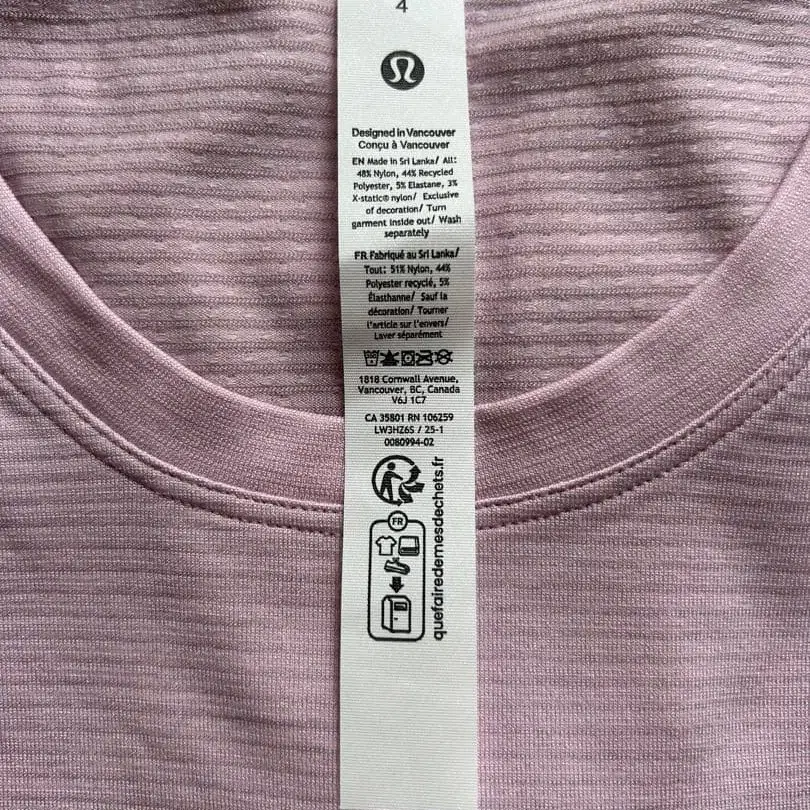 4
Designed in Vancouver
Conçu à Vancouver
EN Made in Sri Lanka/ All:
48% Nylon, 44% Recycled
Polyester, 5% Elastane, 3%
X-static® nylon/ Exclusive
of decoration/ Turn
garment inside out/ Wash
separately
FR Fabriqué au Sri Lanka/
Tout: 51% Nylon, 44%
Polyester recyclé, 5%
Élasthanne/ Sauf la
décoration/ Tourner
l'article sur l'envers/
Laver séparément
1818 Cornwall Avenue,
Vancouver, BC, Canada
V6J 1C7
CA 35801 RN 106259
LW3HZ6S / 25-1
0080994-02
FR
quefairedemesdechets.fr